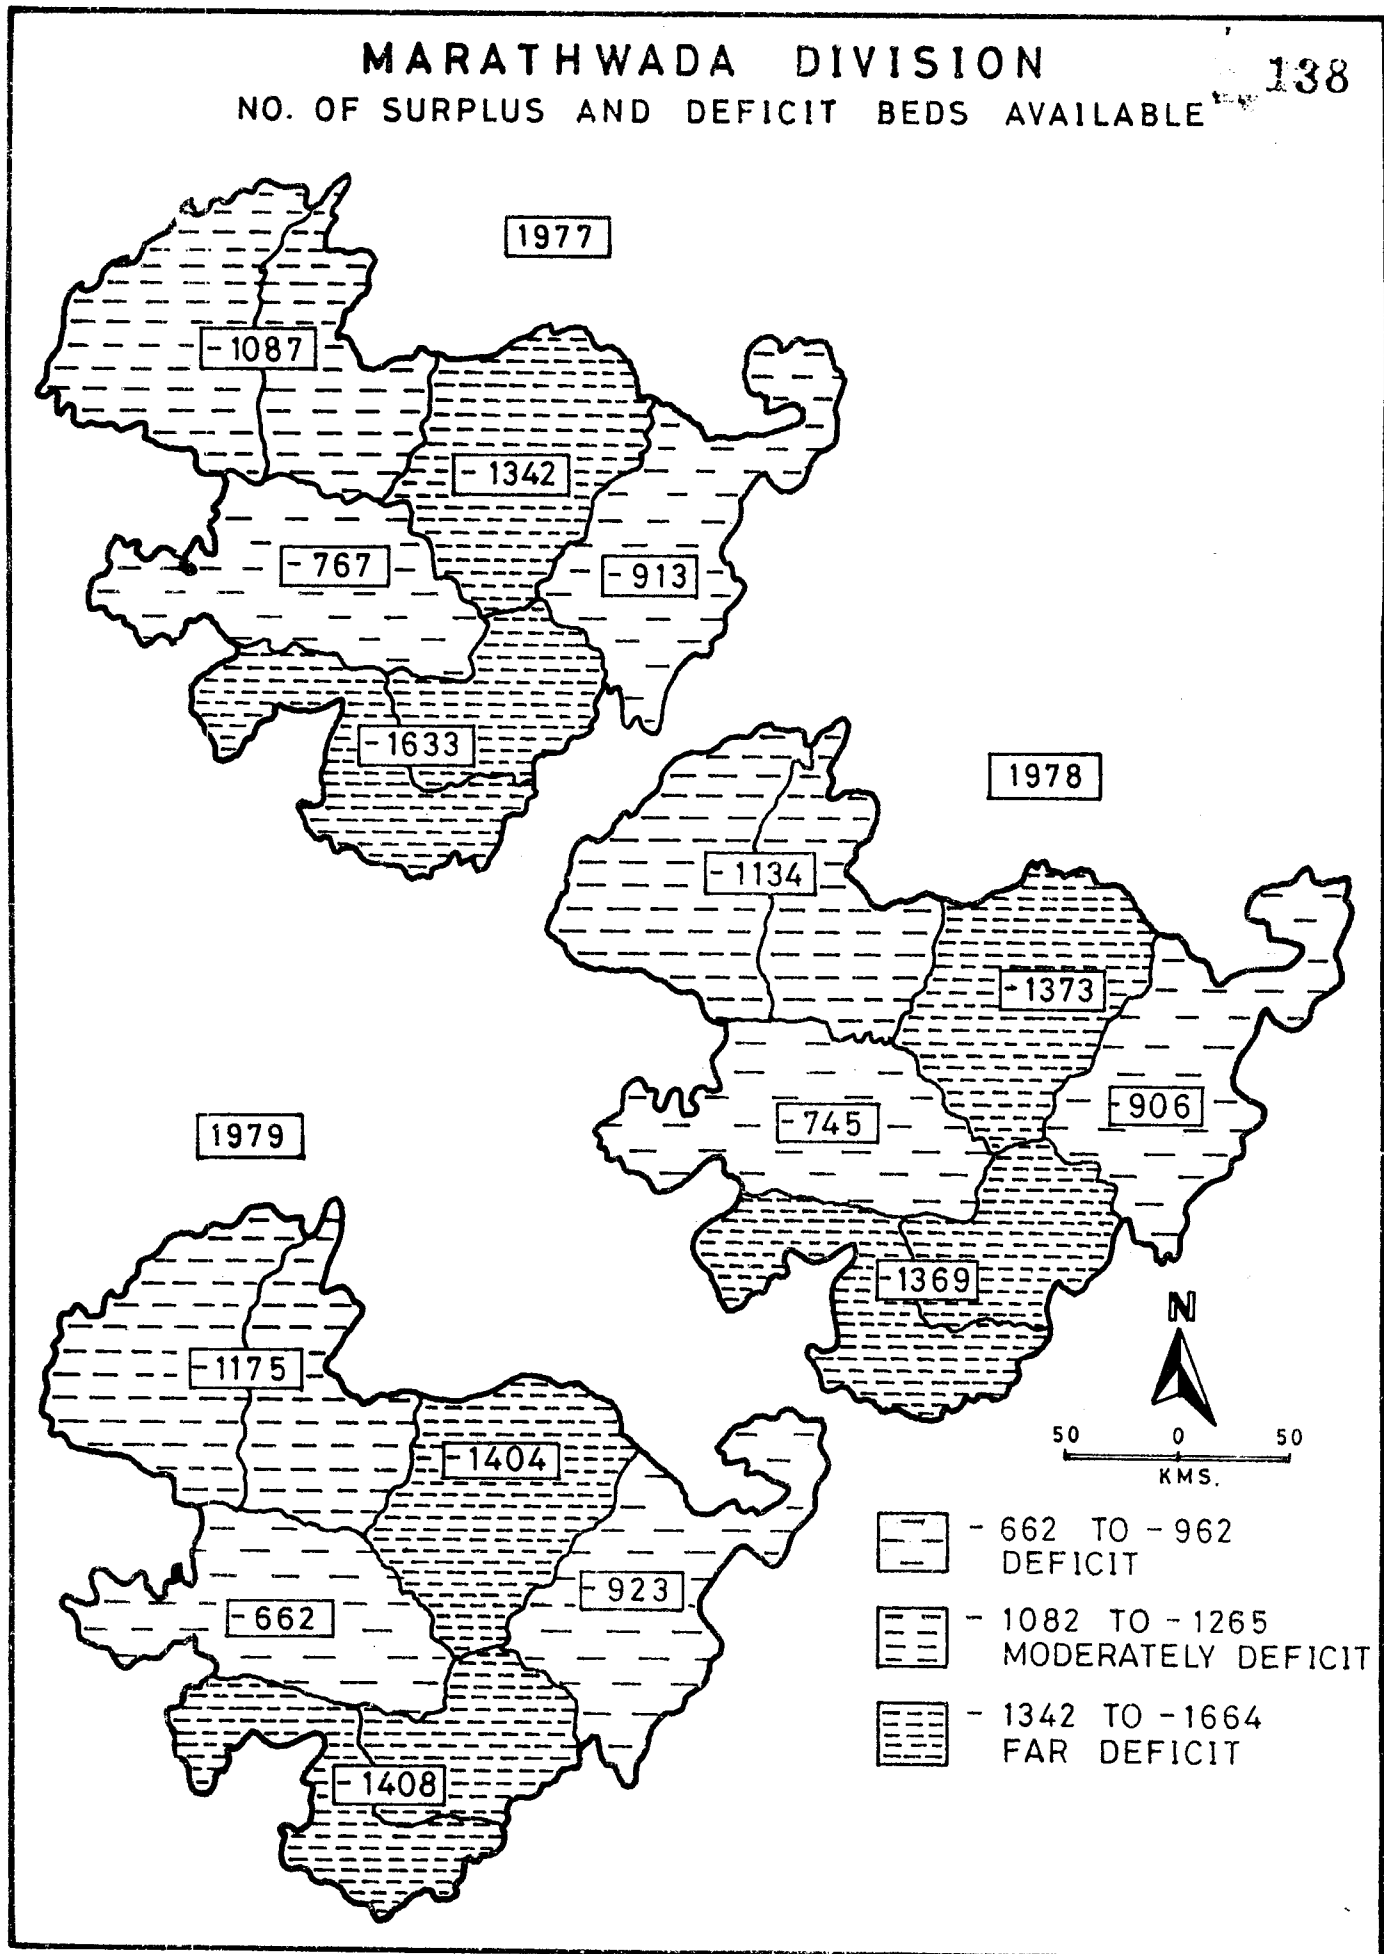 MARATHWADA DIVISION
138
NO. OF SURPLUS AND DEFICIT BEDS AVAILABLE
1977
-1087
-1342
-767
-913
-1633
1978
-1134
-1373
-906
-745
-1369
1979
-1175
-1404
-923
-662
-1408
N
50 0 50
KMS.
- 662 TO -962
DEFICIT
- 1082 TO -1265
MODERATELY DEFICIT
- 1342 TO -1664
FAR DEFICIT